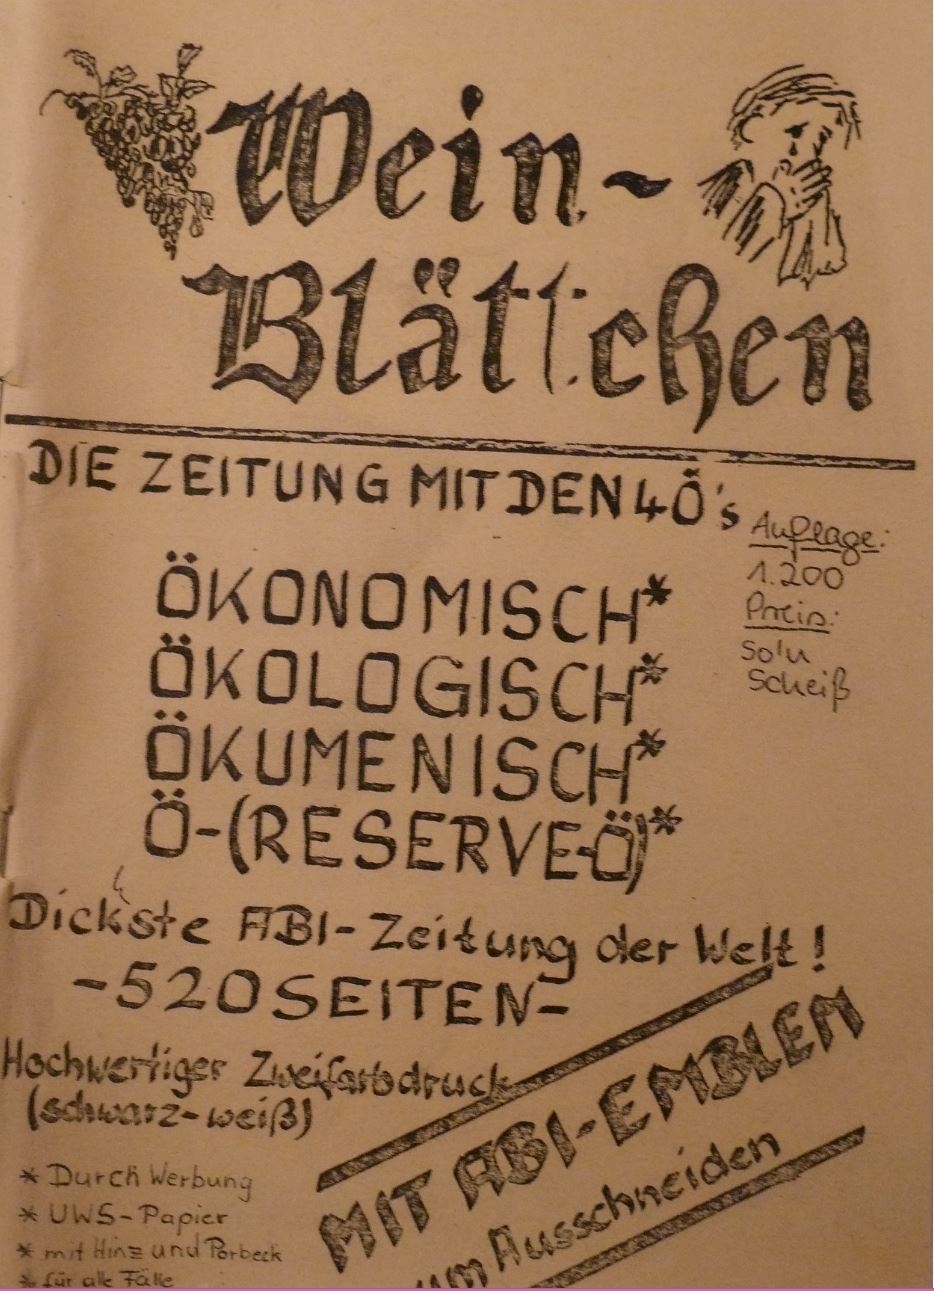 Wein-
Blättchen
DIE ZEITUNG MIT DEN 4Ö's
Auflage:
1.200
Preis:
so'n
Scheiß
ÖKONOMISCH*
ÖKOLOGISCH*
ÖKUMENISCH*
Ö-(RESERVE-Ö)*
Dickste ABI-Zeitung der Welt!
-520 SEITEN-
Hochwertiger Zweifarbdruck
(schwarz-weiß)
MIT ABI-EMBLEM
zum Ausschneiden
* Durch Werbung
* UWS-Papier
* mit Hinz und Porbeck
* für alle Fälle